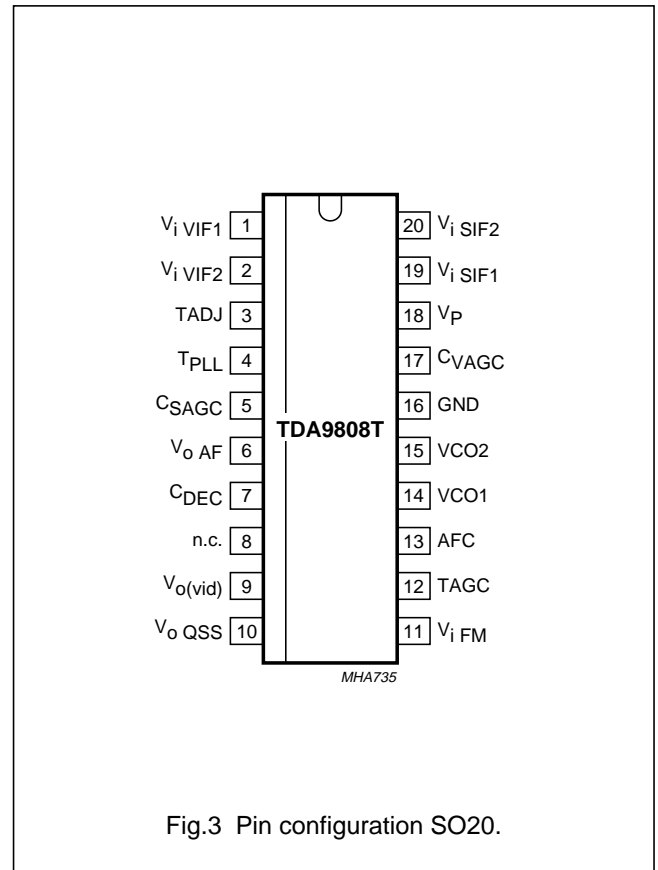 Vi VIF1 1
20 Vi SIF2
Vi VIF2 2
19 Vi SIF1
TADJ 3
18 VP
TPLL 4
17 CVAGC
CSAGC 5
16 GND
TDA9808T
Vo AF 6
15 VCO2
CDEC 7
14 VCO1
n.c. 8
13 AFC
Vo(vid) 9
12 TAGC
Vo QSS 10
11 Vi FM
MHA735
Fig.3 Pin configuration SO20.